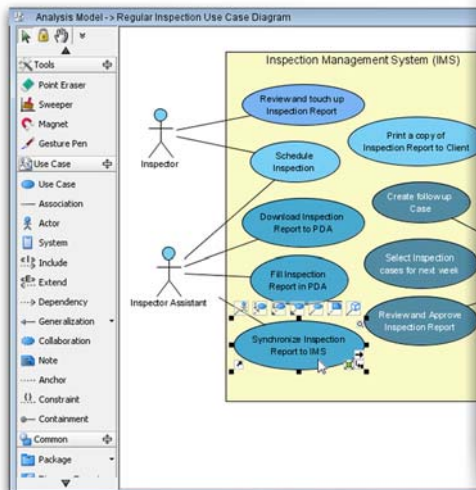 Analysis Model -> Regular Inspection Use Case Diagram
Tools
Point Eraser
Sweeper
Magnet
Gesture Pen
Use Case
Use Case
Association
Actor
System
Include
Extend
Dependency
Generalization
Collaboration
Note
Anchor
Constraint
Containment
Common
Package
Inspection Management System (IMS)
Review and touch up
Inspection Report
Print a copy of
Inspection Report to Client
Inspector
Schedule
Inspection
Create follow up
Case
Download Inspection
Report to PDA
Select Inspection
cases for next week
Fill Inspection
Report in PDA
Inspector Assistant
Review and Approve
Inspection Report
Synchronize Inspection
Report to IMS